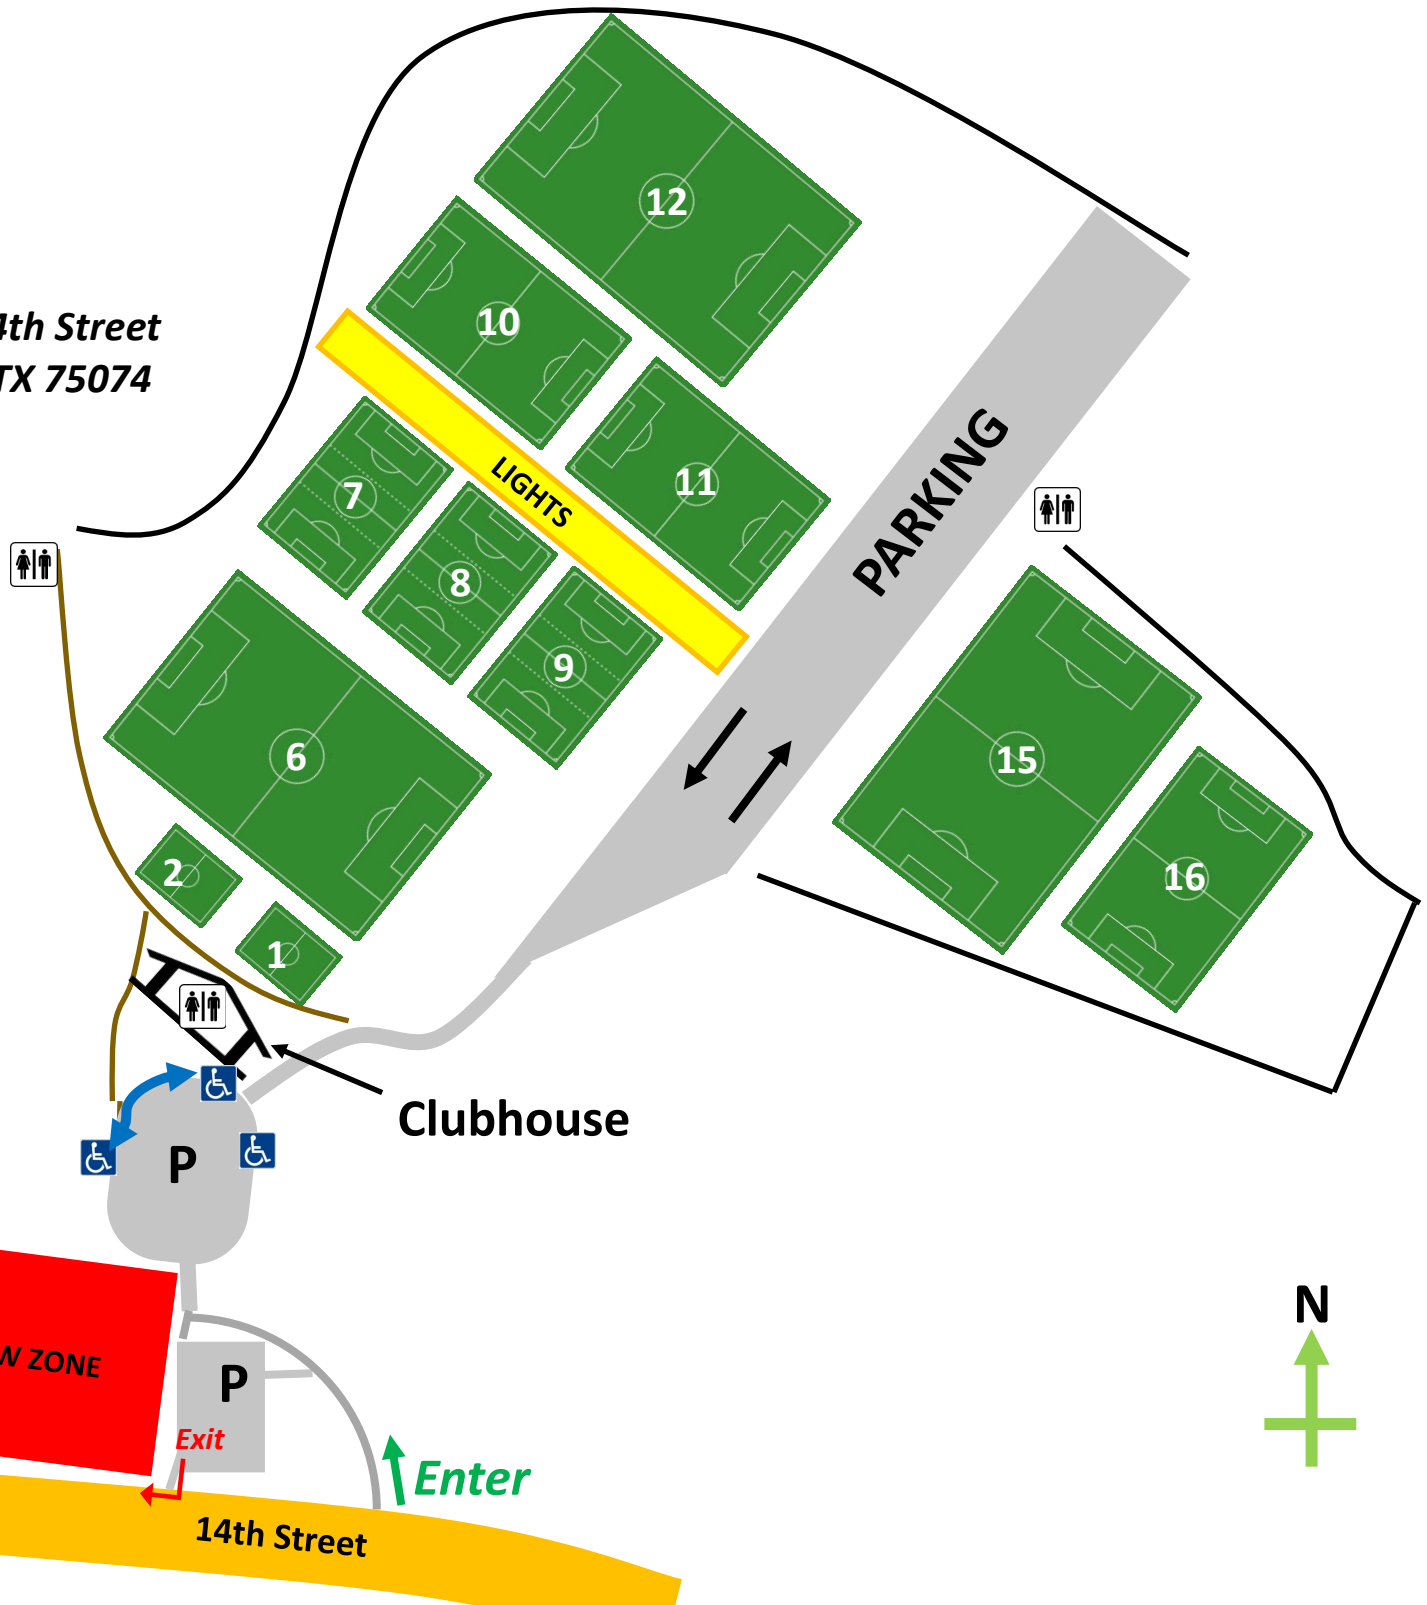 12
10
4th Street
TX 75074
11
PARKING
LIGHTS
7
8
9
6
15
16
2
1
Clubhouse
P
N
W ZONE
P
Exit
Enter
14th Street